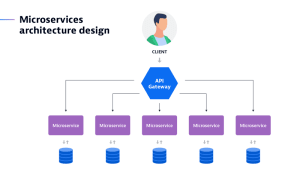 Microservices
architecture design
CLIENT
API
Gateway
Microservice
Microservice
Microservice
Microservice
Microservice